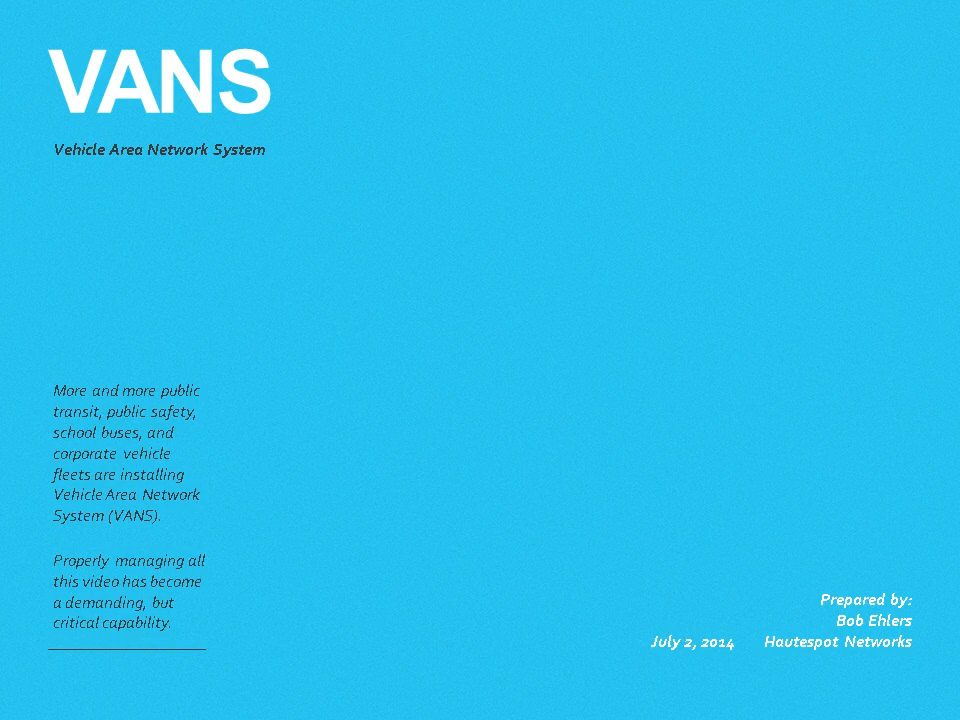 VANS
Vehicle Area Network System
More and more public
transit, public safety,
school buses, and
corporate vehicle
fleets are installing
Vehicle Area Network
System (VANS).
Properly managing all
this video has become
a demanding, but
critical capability.
Prepared by:
Bob Ehlers
July 2, 2014 Hautespot Networks